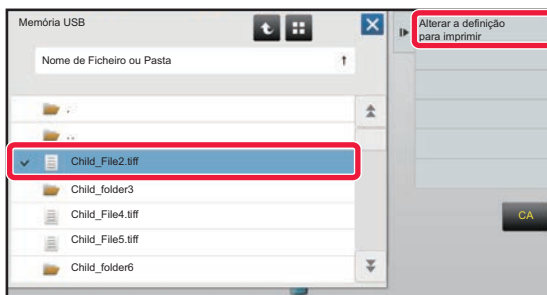 Memória USB
Alterar a definição
para imprimir
Nome de Ficheiro ou Pasta
.
..
Child_File2.tiff
Child_folder3
Child_File4.tiff
Child_File5.tiff
Child_folder6
CA